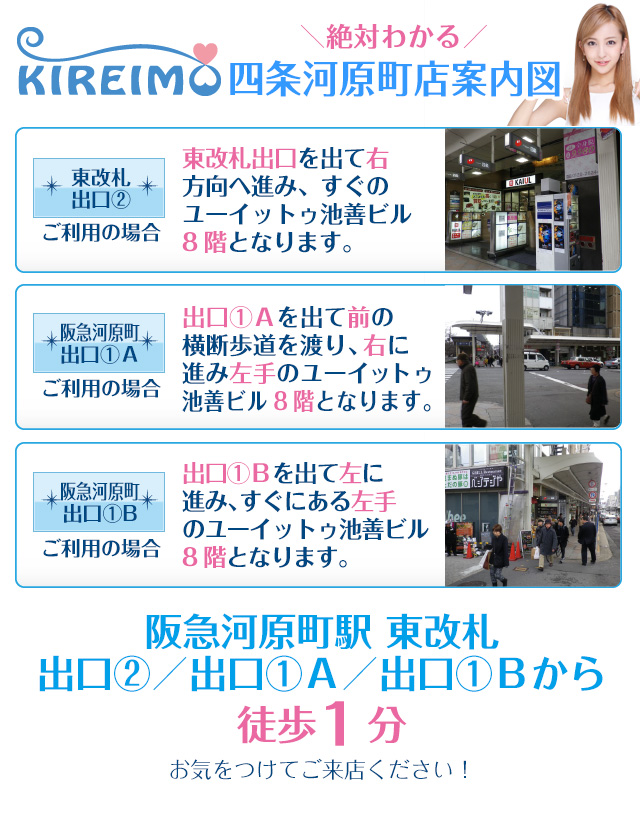 ＼絶対わかる／
KIREIMO 四条河原町店案内図
東改札
出口②
ご利用の場合
東改札出口を出て右
方向へ進み、すぐの
ユーイットゥ池善ビル
８階となります。
KAIUL
阪急河原町
出口①Ａ
ご利用の場合
出口①Ａを出て前の
横断歩道を渡り、右に
進み左手のユーイットゥ
池善ビル８階となります。
阪急河原町
出口①Ｂ
ご利用の場合
出口①Ｂを出て左に
進み、すぐにある左手
のユーイットゥ池善ビル
８階となります。
阪急河原町駅 東改札
出口②／出口①Ａ／出口①Ｂから
徒歩１分
お気をつけてご来店ください！